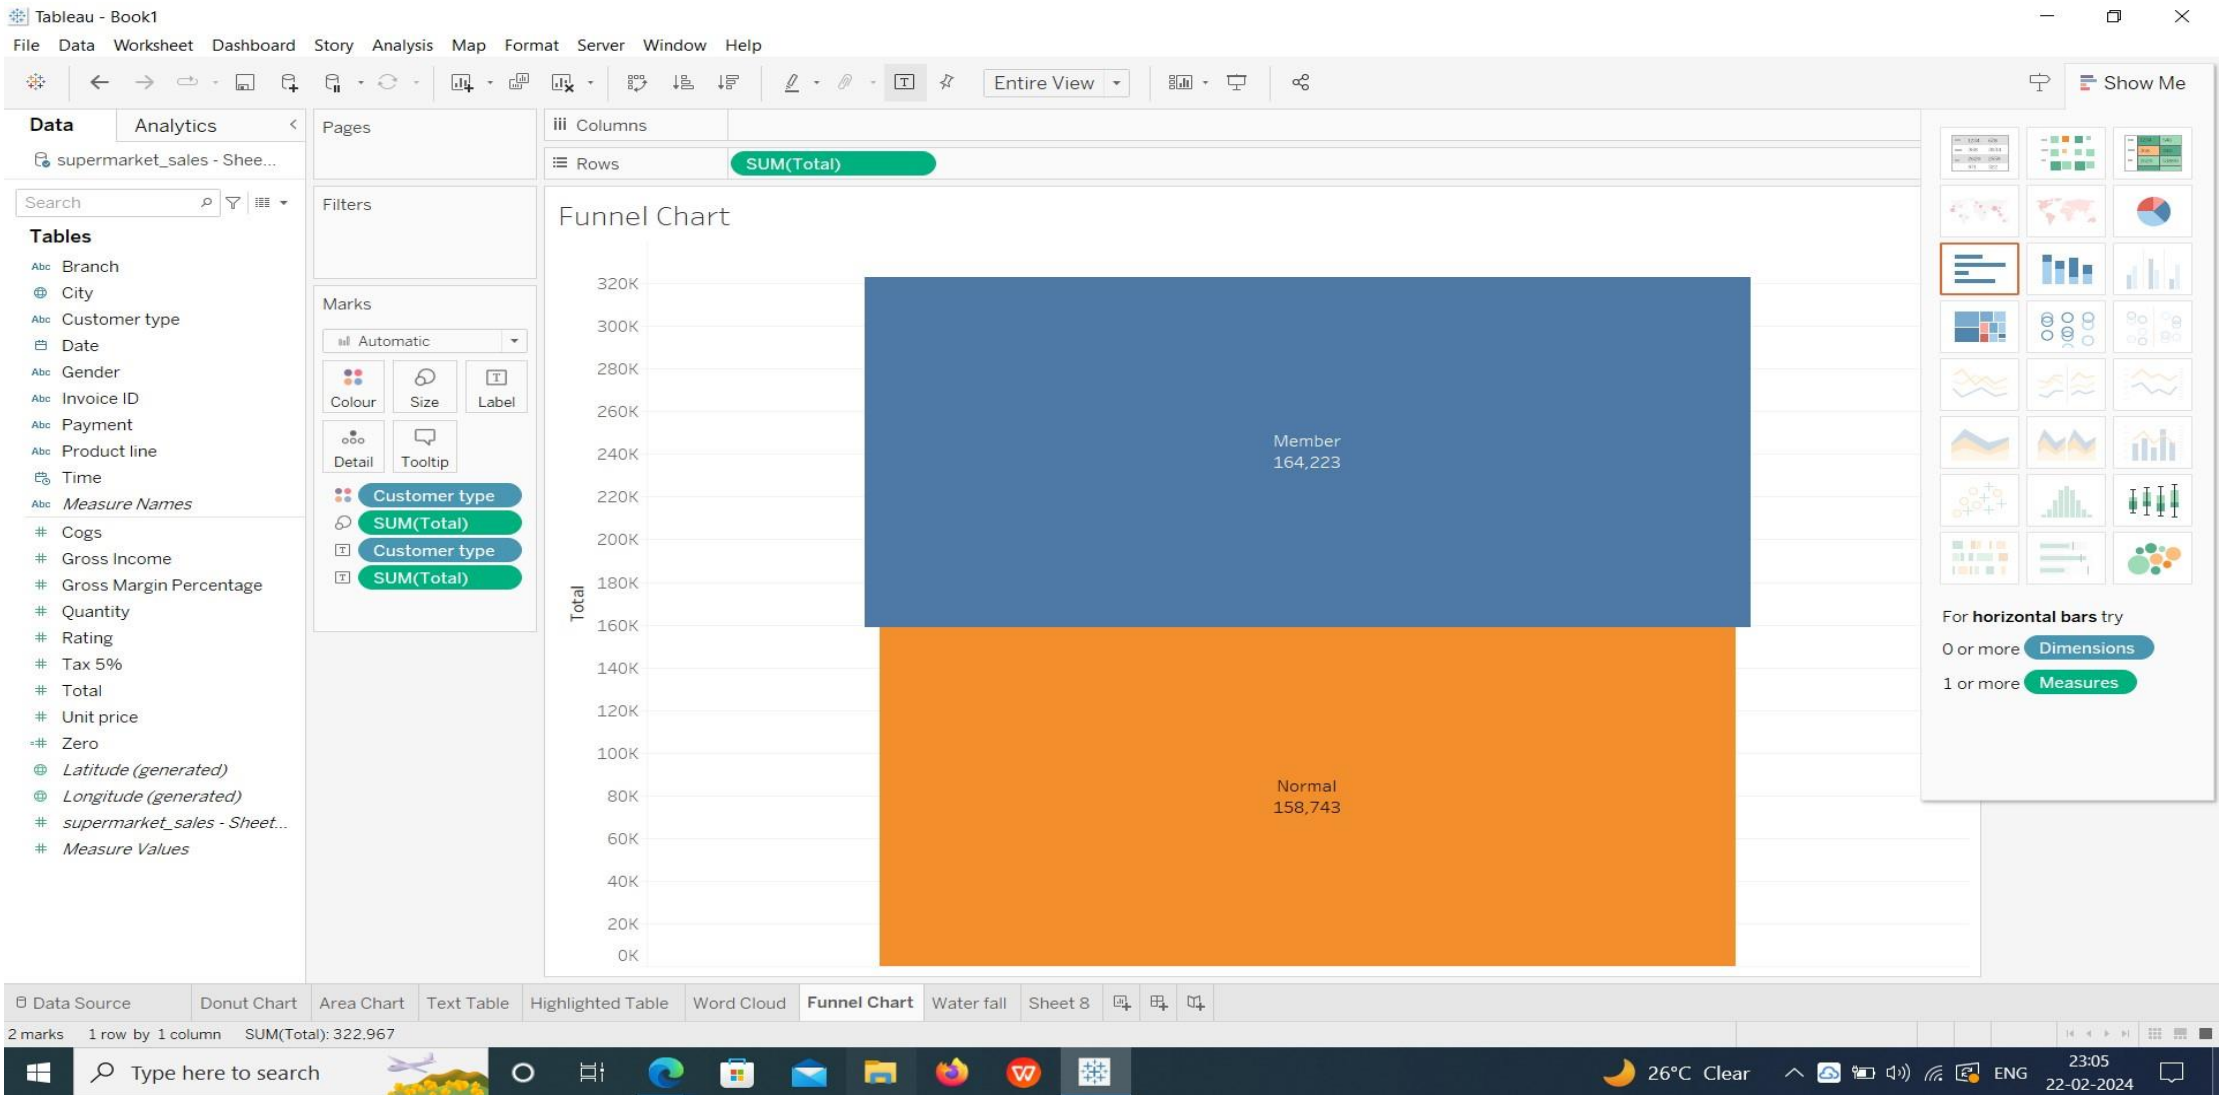 Tableau - Book1
File Data Worksheet Dashboard Story Analysis Map Format Server Window Help
Entire View
Show Me
Data Analytics
supermarket_sales - Shee...
Search
Tables
Abc Branch
City
Abc Customer type
Date
Abc Gender
Abc Invoice ID
Abc Payment
Abc Product line
Time
Abc Measure Names
# Cogs
# Gross Income
# Gross Margin Percentage
# Quantity
# Rating
# Tax 5%
# Total
# Unit price
=# Zero
Latitude (generated)
Longitude (generated)
# supermarket_sales - Sheet...
# Measure Values
Pages
Filters
Marks
Automatic
Colour Size Label
Detail Tooltip
Customer type
SUM(Total)
Customer type
SUM(Total)
iii Columns
Rows SUM(Total)
Funnel Chart
Total
320K
300K
280K
260K
240K
220K
200K
180K
160K
140K
120K
100K
80K
60K
40K
20K
0K
Member
164,223
Normal
158,743
For horizontal bars try
0 or more Dimensions
1 or more Measures
Data Source Donut Chart Area Chart Text Table Highlighted Table Word Cloud Funnel Chart Water fall Sheet 8
2 marks 1 row by 1 column SUM(Total): 322,967
Type here to search
26°C Clear
ENG
23:05
22-02-2024